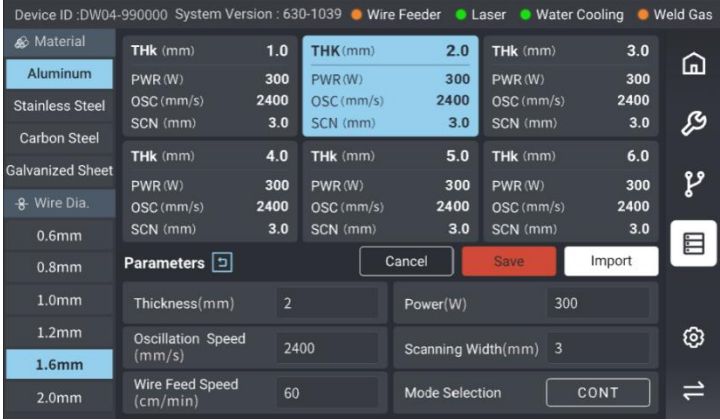 Device ID :DW04-990000 System Version : 630-1039 Wire Feeder Laser Water Cooling Weld Gas
Material
Aluminum
Stainless Steel
Carbon Steel
Galvanized Sheet
Wire Dia.
0.6mm
0.8mm
1.0mm
1.2mm
1.6mm
2.0mm
THk (mm) 1.0
PWR(W) 300
OSC(mm/s) 2400
SCN (mm) 3.0
THK (mm) 2.0
PWR(W) 300
OSC(mm/s) 2400
SCN (mm) 3.0
THk (mm) 3.0
PWR(W) 300
OSC(mm/s) 2400
SCN (mm) 3.0
THk (mm) 4.0
PWR(W) 300
OSC(mm/s) 2400
SCN (mm) 3.0
THk (mm) 5.0
PWR(W) 300
OSC(mm/s) 2400
SCN (mm) 3.0
THk (mm) 6.0
PWR(W) 300
OSC(mm/s) 2400
SCN (mm) 3.0
Parameters Cancel Save Import
Thickness(mm) 2 Power(W) 300
Oscillation Speed
(mm/s) 2400 Scanning Width(mm) 3
Wire Feed Speed
(cm/min) 60 Mode Selection CONT